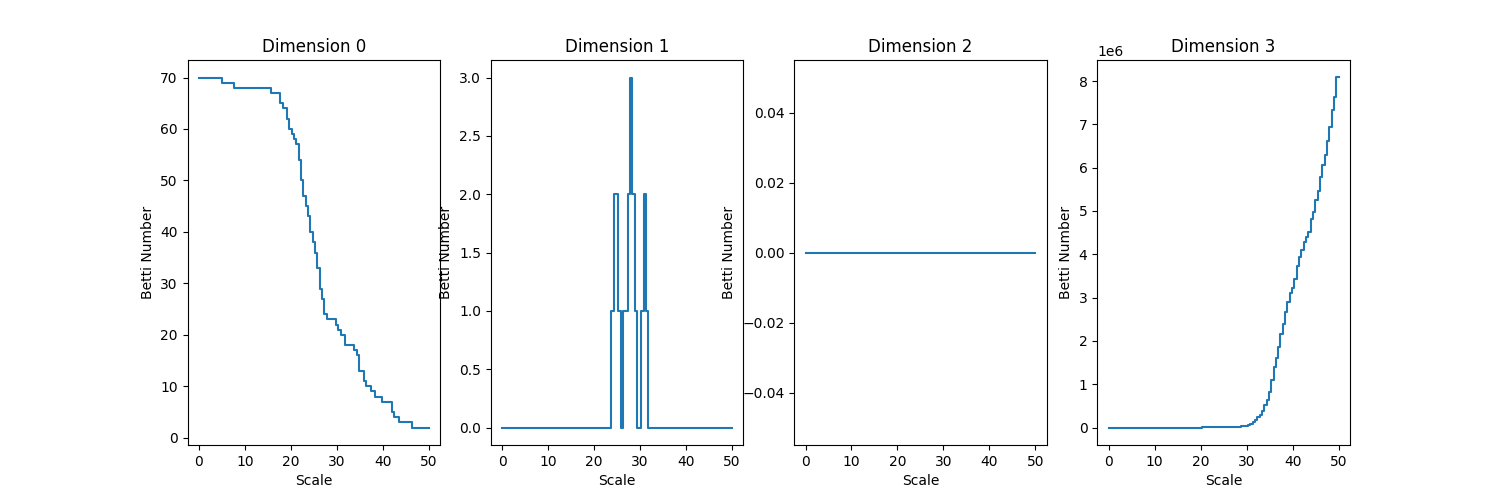 Dimension 0
Betti Number
70
60
50
40
30
20
10
0
0 10 20 30 40 50
Scale
Dimension 1
Betti Number
3.0
2.5
2.0
1.5
1.0
0.5
0.0
0 10 20 30 40 50
Scale
Dimension 2
Betti Number
0.04
0.02
0.00
−0.02
−0.04
0 10 20 30 40 50
Scale
Dimension 3
1e6
Betti Number
8
7
6
5
4
3
2
1
0
0 10 20 30 40 50
Scale